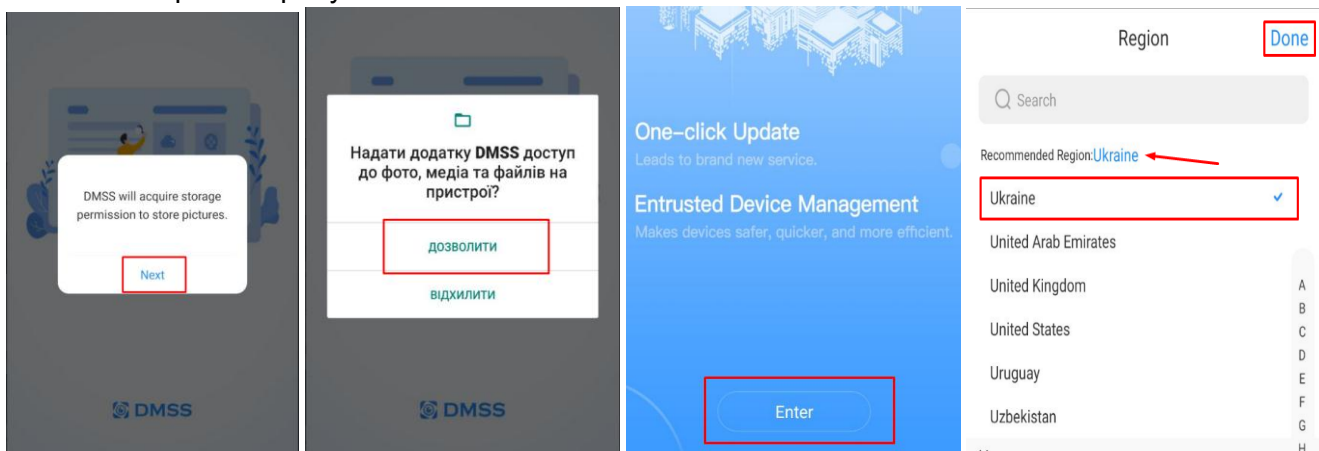 DMSS will acquire storage
permission to store pictures.
Next
DMSS
Надати додатку DMSS доступ
до фото, медіа та файлів на
пристрої?
ДОЗВОЛИТИ
ВІДХИЛИТИ
DMSS
One-click Update
Leads to brand new service.
Entrusted Device Management
Makes devices safer, quicker, and more efficient.
Enter
Region
Done
Search
Recommended Region:Ukraine
Ukraine
United Arab Emirates
United Kingdom
United States
Uruguay
Uzbekistan
A
B
C
D
E
F
G
H